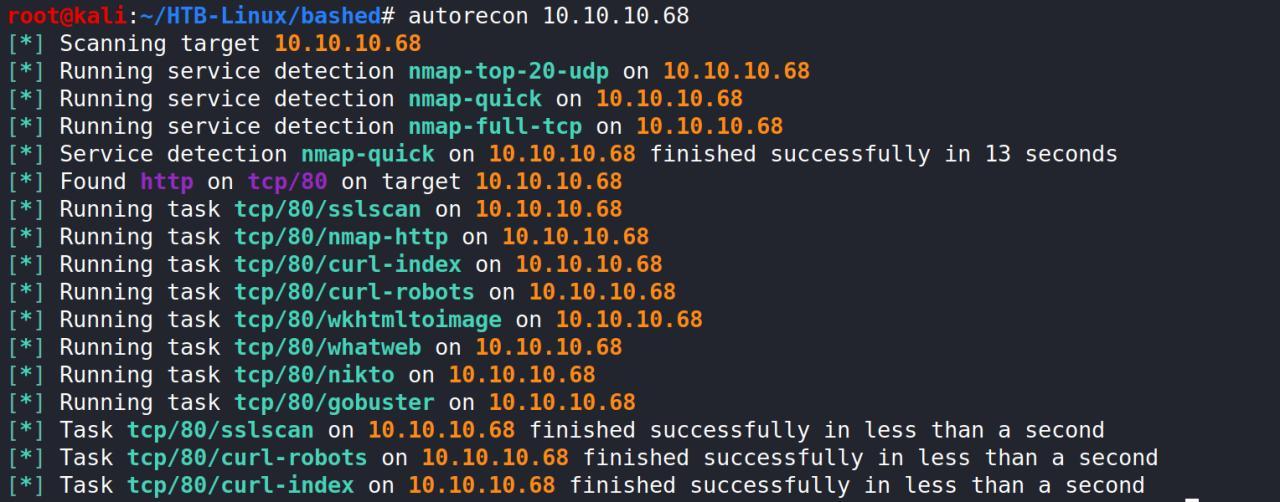 root@kali:~/HTB-Linux/bashed# autorecon 10.10.10.68
[*] Scanning target 10.10.10.68
[*] Running service detection nmap-top-20-udp on 10.10.10.68
[*] Running service detection nmap-quick on 10.10.10.68
[*] Running service detection nmap-full-tcp on 10.10.10.68
[*] Service detection nmap-quick on 10.10.10.68 finished successfully in 13 seconds
[*] Found http on tcp/80 on target 10.10.10.68
[*] Running task tcp/80/sslscan on 10.10.10.68
[*] Running task tcp/80/nmap-http on 10.10.10.68
[*] Running task tcp/80/curl-index on 10.10.10.68
[*] Running task tcp/80/curl-robots on 10.10.10.68
[*] Running task tcp/80/wkhtmltoimage on 10.10.10.68
[*] Running task tcp/80/whatweb on 10.10.10.68
[*] Running task tcp/80/nikto on 10.10.10.68
[*] Running task tcp/80/gobuster on 10.10.10.68
[*] Task tcp/80/sslscan on 10.10.10.68 finished successfully in less than a second
[*] Task tcp/80/curl-robots on 10.10.10.68 finished successfully in less than a second
[*] Task tcp/80/curl-index on 10.10.10.68 finished successfully in less than a second